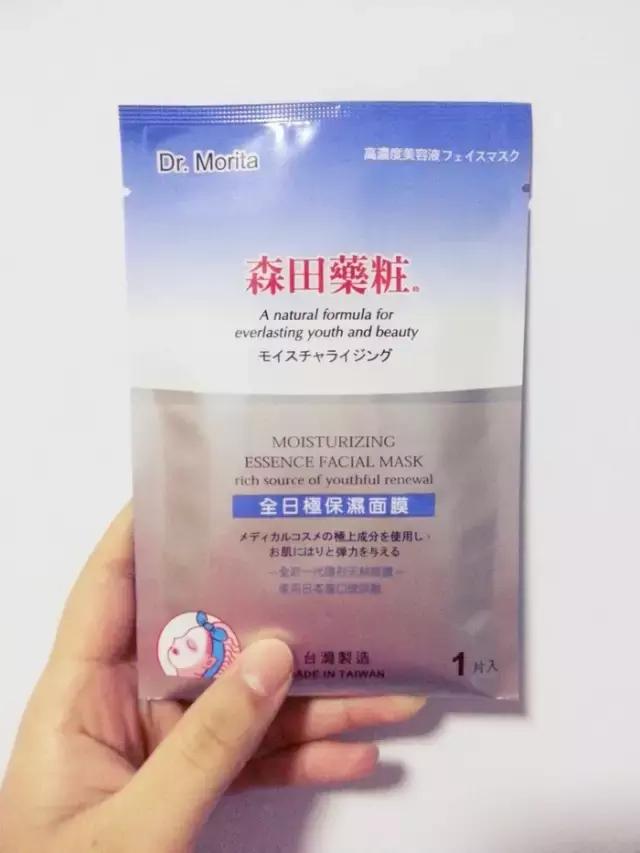 Dr. Morita
高濃度美容液フェイスマスク
森田藥粧®
A natural formula for
everlasting youth and beauty
モイスチャライジング
MOISTURIZING
ESSENCE FACIAL MASK
rich source of youthful renewal
全日極保濕面膜
メディカルコスメの極上成分を使用し、
お肌にはりと弾力を与える
台灣製造
ADE IN TAIWAN
1片入